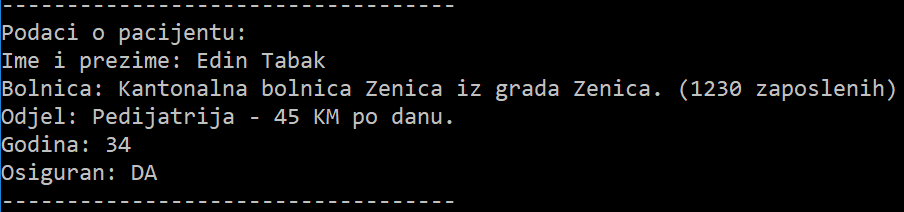 -----------------------------------
Podaci o pacijentu:
Ime i prezime: Edin Tabak
Bolnica: Kantonalna bolnica Zenica iz grada Zenica. (1230 zaposlenih)
Odjel: Pedijatrija - 45 KM po danu.
Godina: 34
Osiguran: DA
-----------------------------------